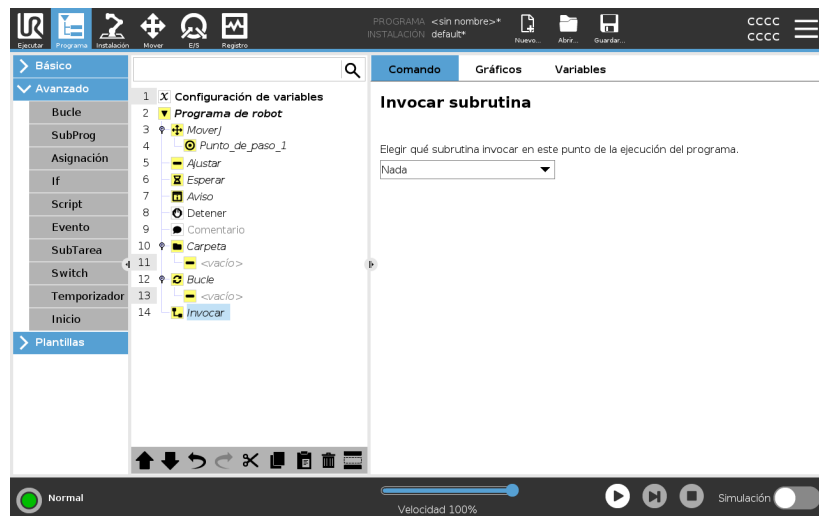 UR
PROGRAMA <sin nombre>*
INSTALACIÓN default*
CCCC
CCCC
Ejecutar Programa Instalación Mover E/S Registro Nuevo... Abrir... Guardar...
Básico
Avanzado
Bucle
SubProg
Asignación
If
Script
Evento
SubTarea
Switch
Temporizador
Inicio
Plantillas
1 X Configuración de variables
2 Programa de robot
3 MoverJ
4 Punto_de_paso_1
5 Ajustar
6 Esperar
7 Aviso
8 Detener
9 Comentario
10 Carpeta
11 <vacío>
12 Bucle
13 <vacío>
14 Invocar
Comando Gráficos Variables
Invocar subrutina
Elegir qué subrutina invocar en este punto de la ejecución del programa.
Nada
Normal
Velocidad 100%
Simulación